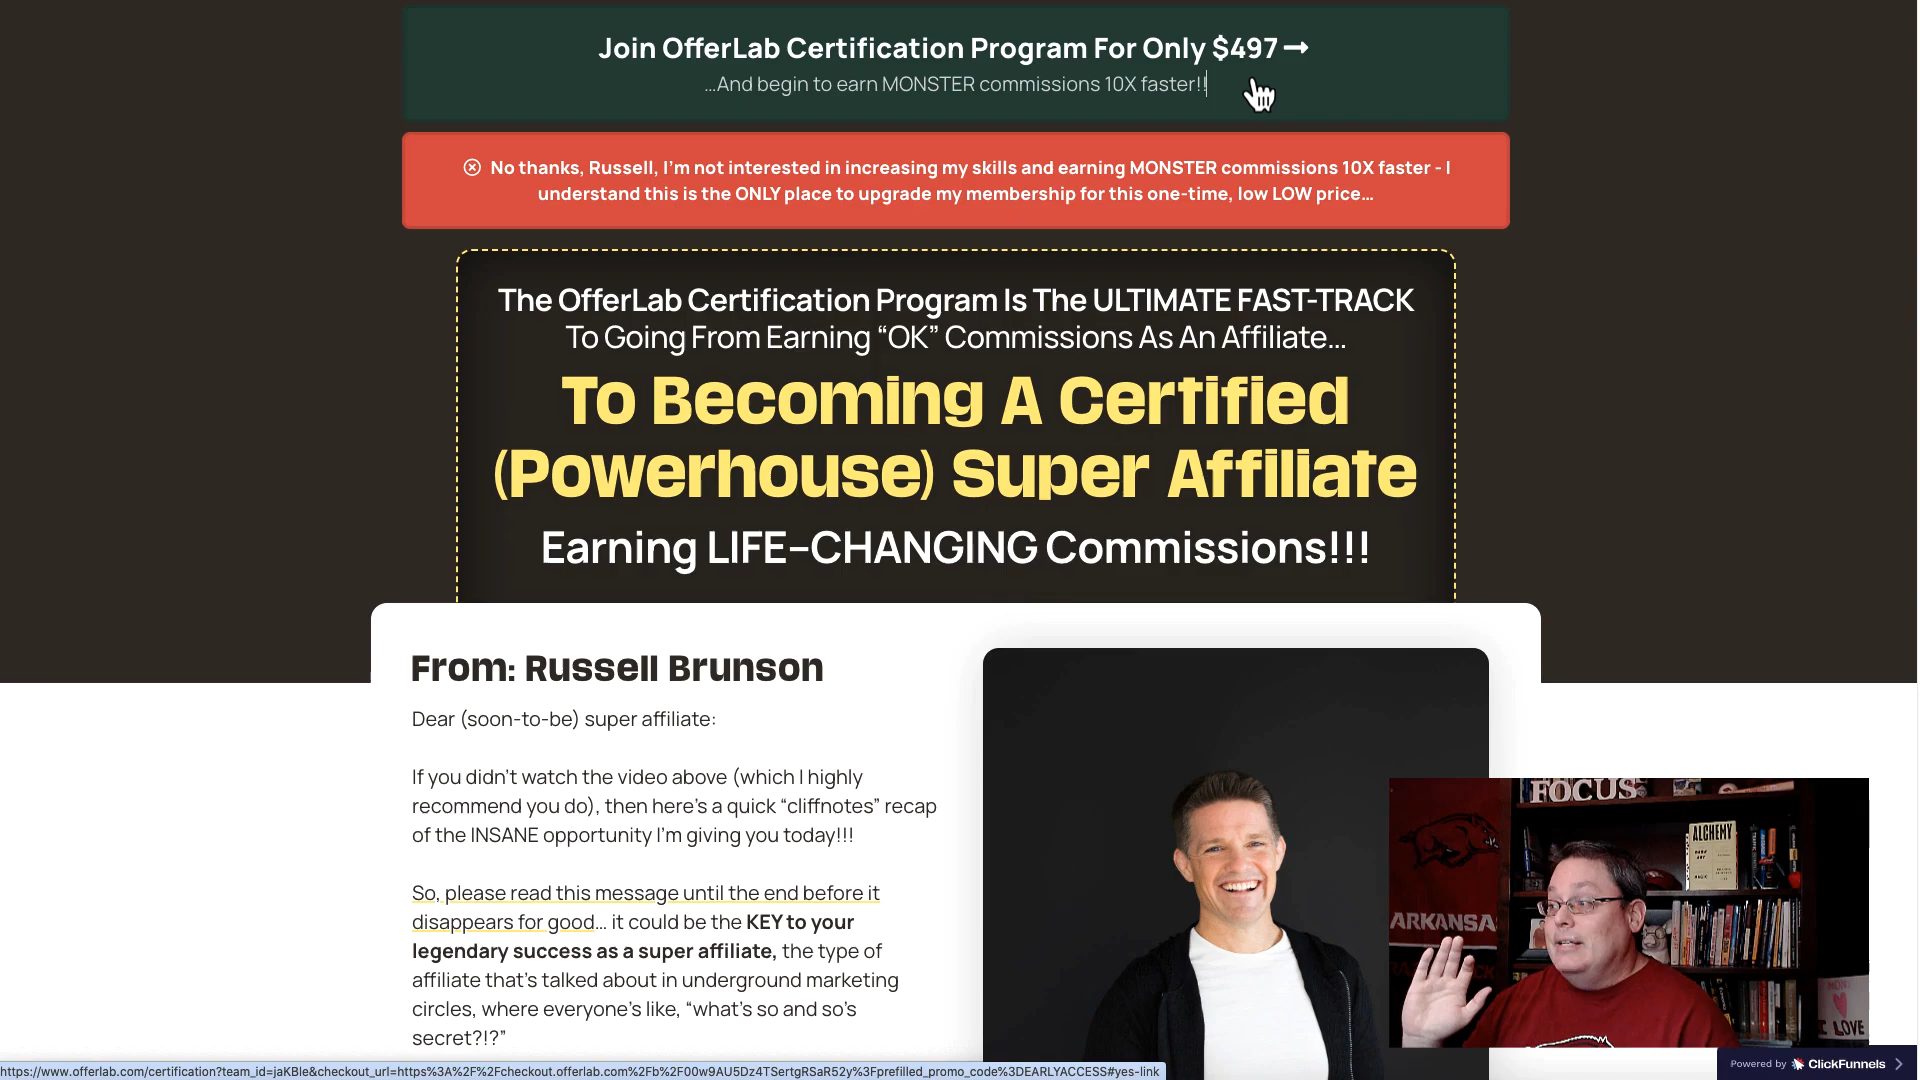 Join OfferLab Certification Program For Only $497 →
...And begin to earn MONSTER commissions 10X faster!!
No thanks, Russell, I'm not interested in increasing my skills and earning MONSTER commissions 10X faster - I
understand this is the ONLY place to upgrade my membership for this one-time, low LOW price...
The OfferLab Certification Program Is The ULTIMATE FAST-TRACK
To Going From Earning “OK” Commissions As An Affiliate...
To Becoming A Certified
(Powerhouse) Super Affiliate
Earning LIFE-CHANGING Commissions!!!
From: Russell Brunson
Dear (soon-to-be) super affiliate:
If you didn't watch the video above (which I highly
recommend you do), then here's a quick “cliffnotes” recap
of the INSANE opportunity I'm giving you today!!!
So, please read this message until the end before it
disappears for good... it could be the KEY to your
legendary success as a super affiliate, the type of
affiliate that's talked about in underground marketing
circles, where everyone's like, “what's so and so's
secret?!?”
FOCUS
ALCHEMY
ARKANSA
I LOVE
Powered by ClickFunnels
https://www.offerlab.com/certification?team_id=jaKBle&checkout_url=https%3A%2F%2Fcheckout.offerlab.com%2Fb%2F00w9AU5Dz4TSertgRSaR52y%3Fprefilled_promo_code%3DEARLYACCESS#yes-link